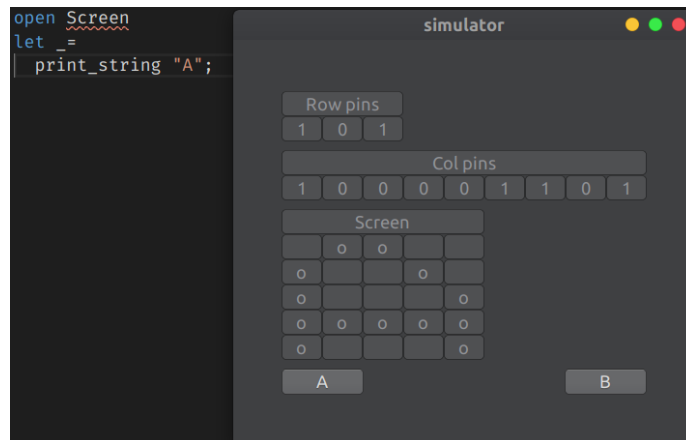 open Screen
let _=
  print_string "A";
simulator
Row pins
1 0 1
Col pins
1 0 0 0 0 1 1 0 1
Screen
o o
o o
o o
o o o o o
o o
A B